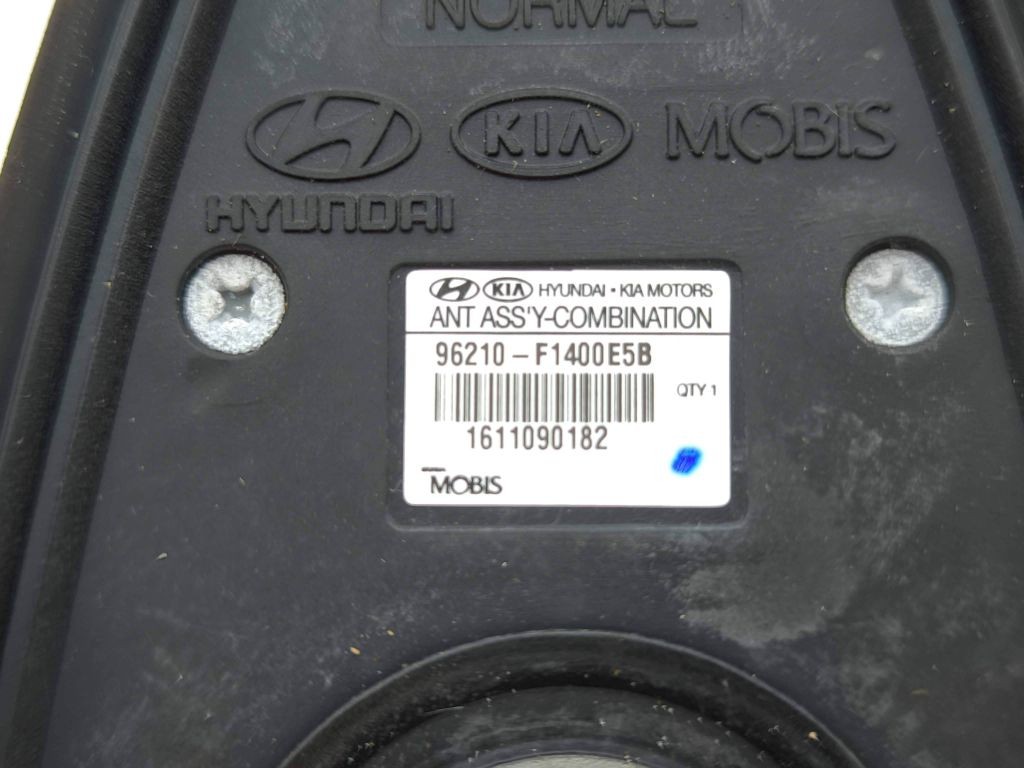 NORMAL
KIA MOBIS
HYUNDAI
KIA HYUNDAI • KIA MOTORS
ANT ASS'Y-COMBINATION
96210 - F1400E5B
QTY 1
1611090182
MOBIS